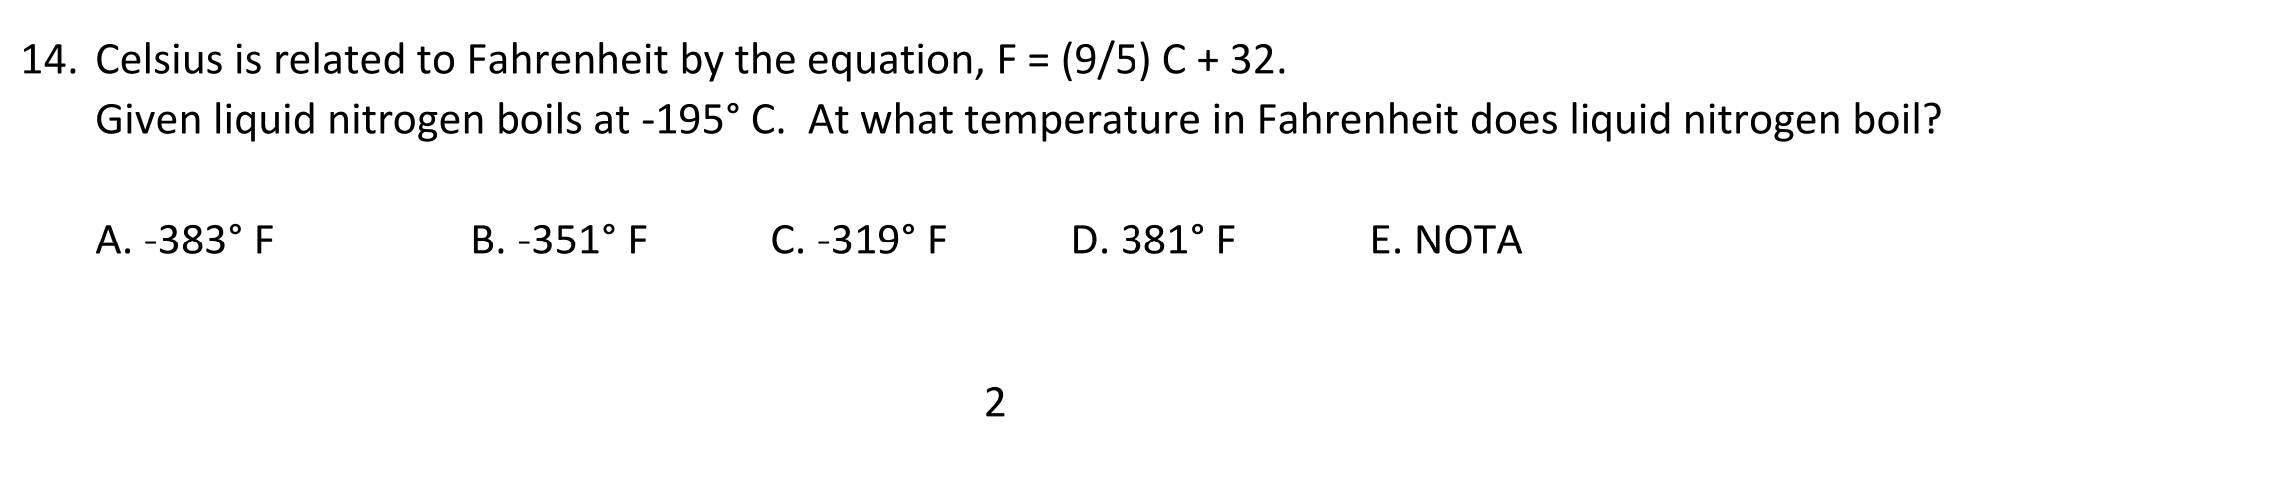 14. Celsius is related to Fahrenheit by the equation, F = (9/5) C + 32.
Given liquid nitrogen boils at -195° C.  At what temperature in Fahrenheit does liquid nitrogen boil?
A. -383° F B. -351° F C. -319° F D. 381° F E. NOTA
2